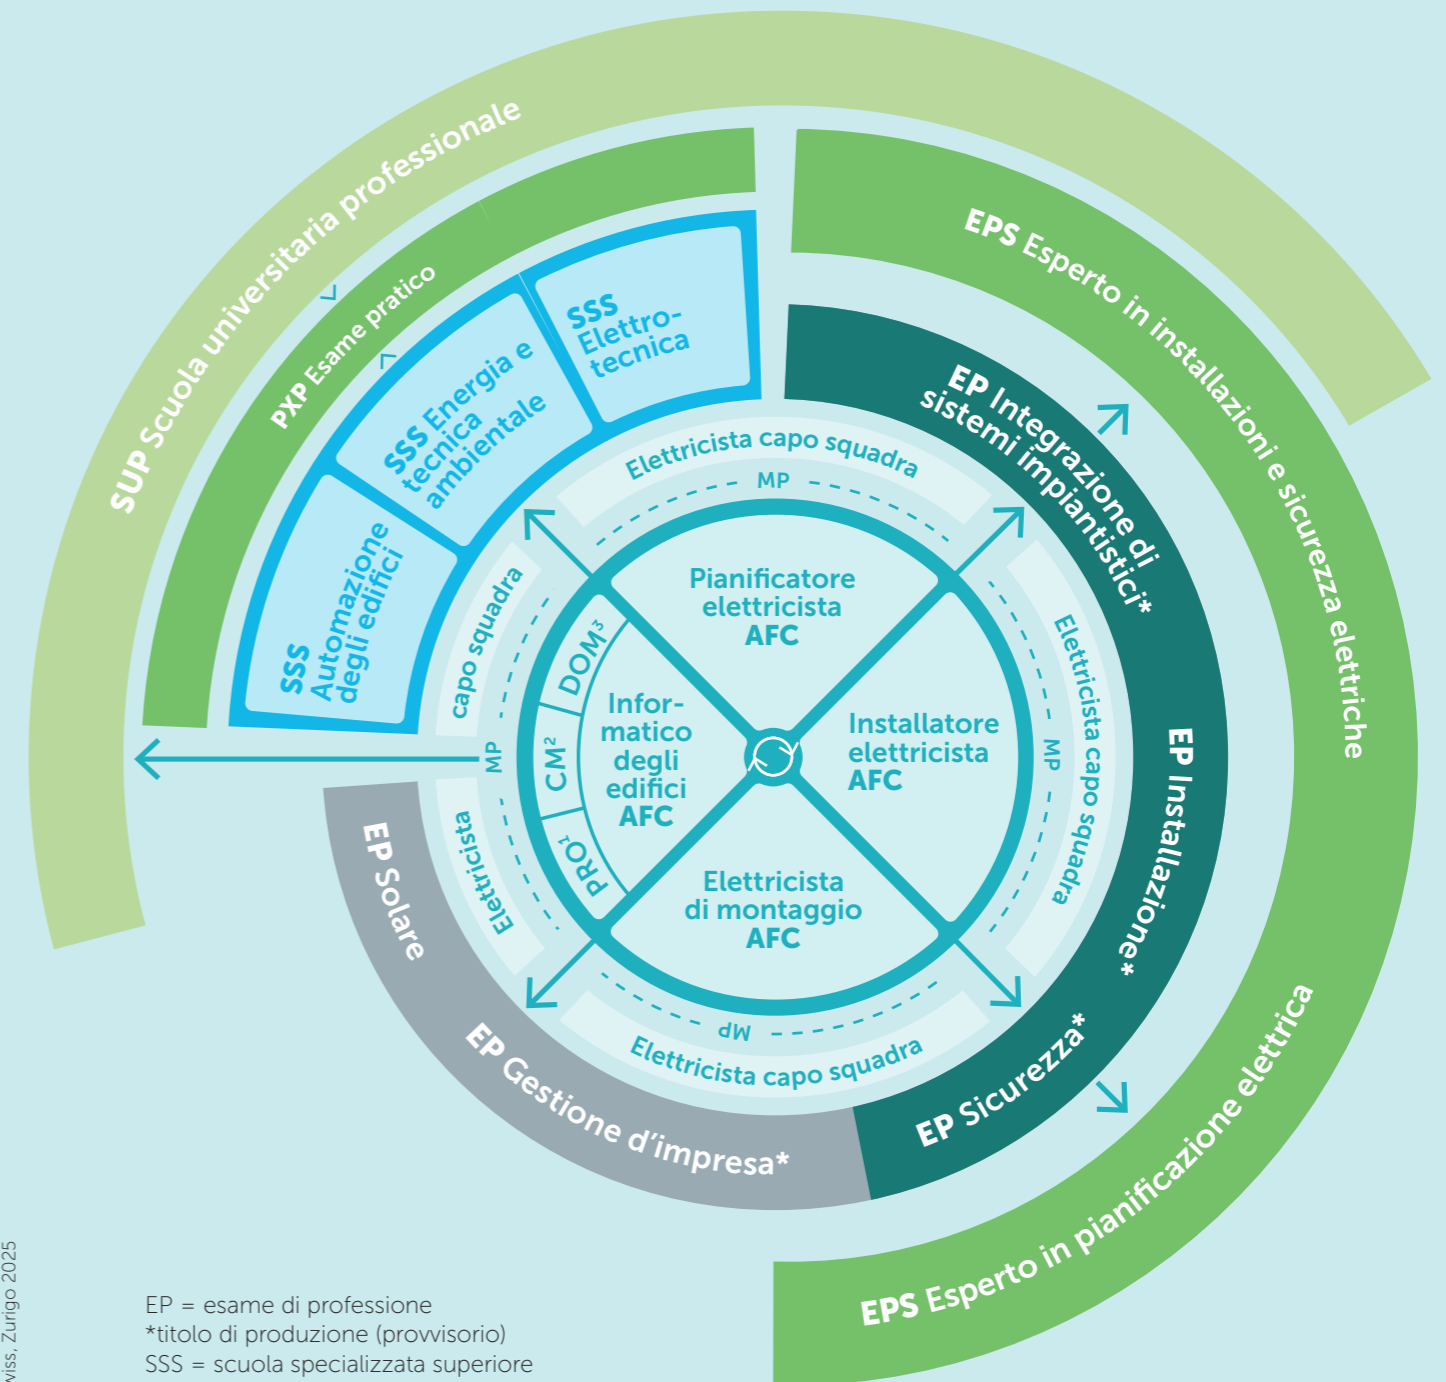 SUP Scuola universitaria professionale
PXP Esame pratico
SSS
Elettro-
tecnica
SSS Energia e
tecnica
ambientale
SSS
Automazione
degli edifici
EPS Esperto in installazioni e sicurezza elettriche
EP Integrazione di
sistemi impiantistici*
EP Installazione*
EP Sicurezza*
EPS Esperto in pianificazione elettrica
EP Gestione d'impresa*
EP Solare
Elettricista capo squadra
MP
Elettricista capo squadra
MP
Elettricista capo squadra
MP
Elettricista capo squadra
MP
Pianificatore
elettricista
AFC
Installatore
elettricista
AFC
Elettricista
di montaggio
AFC
Infor-
matico
degli
edifici
AFC
DOM³
CM²
PRO¹
EP = esame di professione
*titolo di produzione (provvisorio)
SSS = scuola specializzata superiore
Zurigo 2025